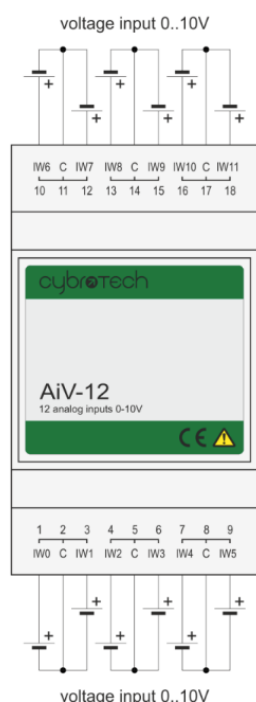 voltage input 0..10V
+ + + + + +
IW6 C IW7 IW8 C IW9 IW10 C IW11
10 11 12 13 14 15 16 17 18
cybrotech
AiV-12
12 analog inputs 0-10V
CE
1 2 3 4 5 6 7 8 9
IW0 C IW1 IW2 C IW3 IW4 C IW5
+ + + + + +
voltage input 0..10V